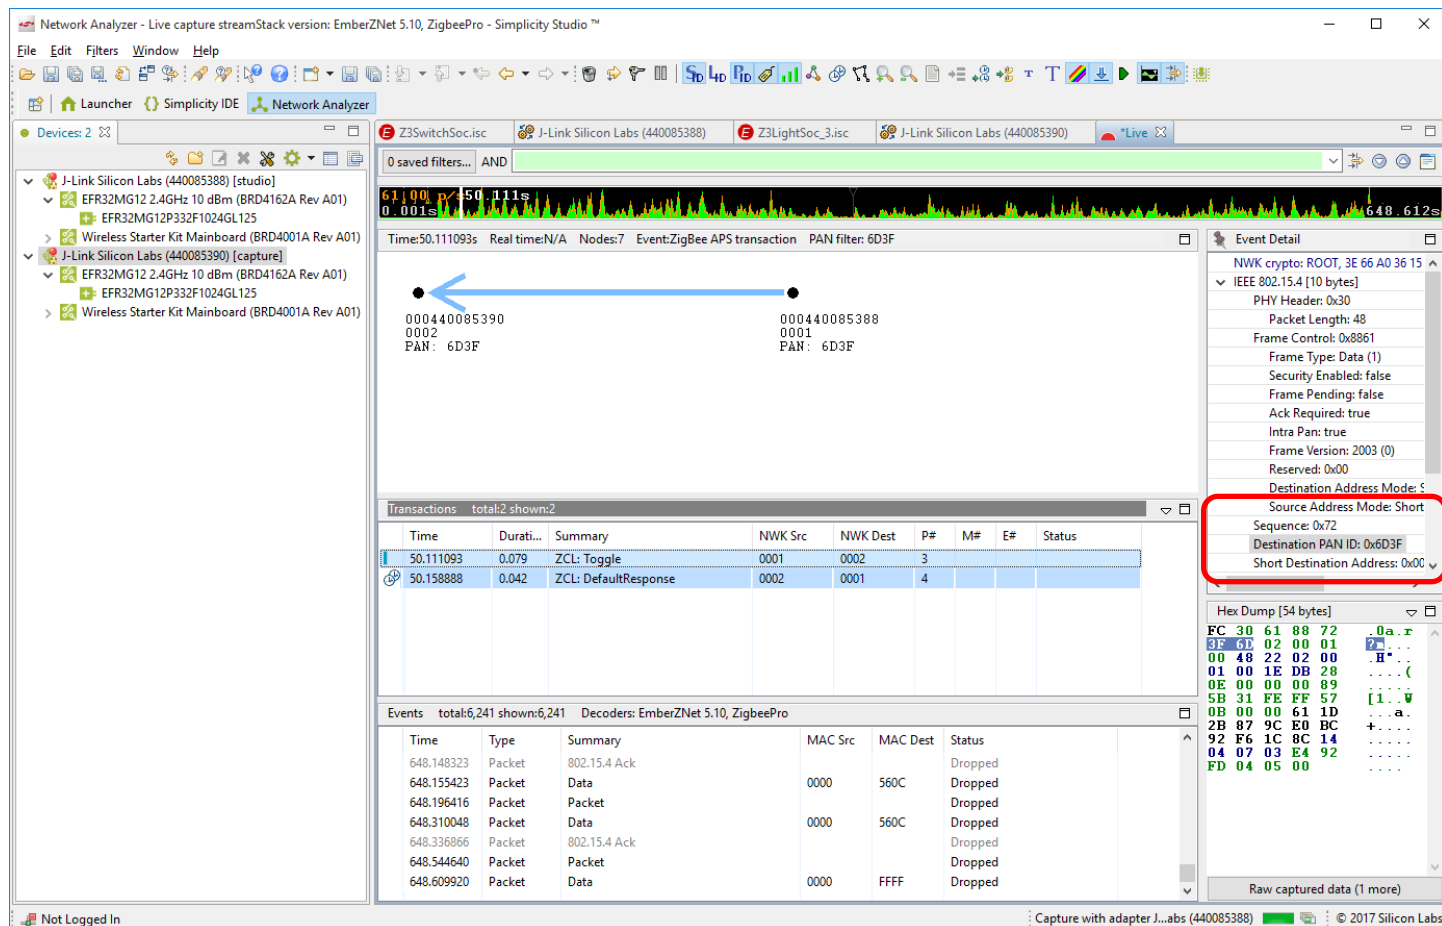 Network Analyzer - Live capture streamStack version: EmberZNet 5.10, ZigbeePro - Simplicity Studio ™
File Edit Filters Window Help
Launcher Simplicity IDE Network Analyzer
Devices: 2
J-Link Silicon Labs (440085388) [studio]
EFR32MG12 2.4GHz 10 dBm (BRD4162A Rev A01)
EFR32MG12P332F1024GL125
Wireless Starter Kit Mainboard (BRD4001A Rev A01)
J-Link Silicon Labs (440085390) [capture]
EFR32MG12 2.4GHz 10 dBm (BRD4162A Rev A01)
EFR32MG12P332F1024GL125
Wireless Starter Kit Mainboard (BRD4001A Rev A01)
Z3SwitchSoc.isc J-Link Silicon Labs (440085388) Z3LightSoc_3.isc J-Link Silicon Labs (440085390) *Live
0 saved filters... AND
61 00 p/s 50.111s
0.001s 648.612s
Time:50.111093s Real time:N/A Nodes:7 Event:ZigBee APS transaction PAN filter: 6D3F
000440085390
0002
PAN: 6D3F
000440085388
0001
PAN: 6D3F
Transactions total:2 shown:2
Time Durati... Summary NWK Src NWK Dest P# M# E# Status
50.111093 0.079 ZCL: Toggle 0001 0002 3
50.158888 0.042 ZCL: DefaultResponse 0002 0001 4
Events total:6,241 shown:6,241 Decoders: EmberZNet 5.10, ZigbeePro
Time Type Summary MAC Src MAC Dest Status
648.148323 Packet 802.15.4 Ack Dropped
648.155423 Packet Data 0000 560C Dropped
648.196416 Packet Packet Dropped
648.310048 Packet Data 0000 560C Dropped
648.336866 Packet 802.15.4 Ack Dropped
648.544640 Packet Packet Dropped
648.609920 Packet Data 0000 FFFF Dropped
Event Detail
NWK crypto: ROOT, 3E 66 A0 36 15
IEEE 802.15.4 [10 bytes]
PHY Header: 0x30
Packet Length: 48
Frame Control: 0x8861
Frame Type: Data (1)
Security Enabled: false
Frame Pending: false
Ack Required: true
Intra Pan: true
Frame Version: 2003 (0)
Reserved: 0x00
Destination Address Mode: S
Source Address Mode: Short
Sequence: 0x72
Destination PAN ID: 0x6D3F
Short Destination Address: 0x00
Hex Dump [54 bytes]
FC 30 61 88 72 .0a.r
3F 6D 02 00 01 ?m...
00 48 22 02 00 .H"..
01 00 1E DB 28 ....(
0E 00 00 00 89 .....
5B 31 FE FF 57 [1..W
0B 00 00 61 1D ...a.
2B 87 9C E0 BC +....
92 F6 1C 8C 14 .....
04 07 03 E4 92 .....
FD 04 05 00 ....
Raw captured data (1 more)
Not Logged In
Capture with adapter J...abs (440085388)
© 2017 Silicon Labs